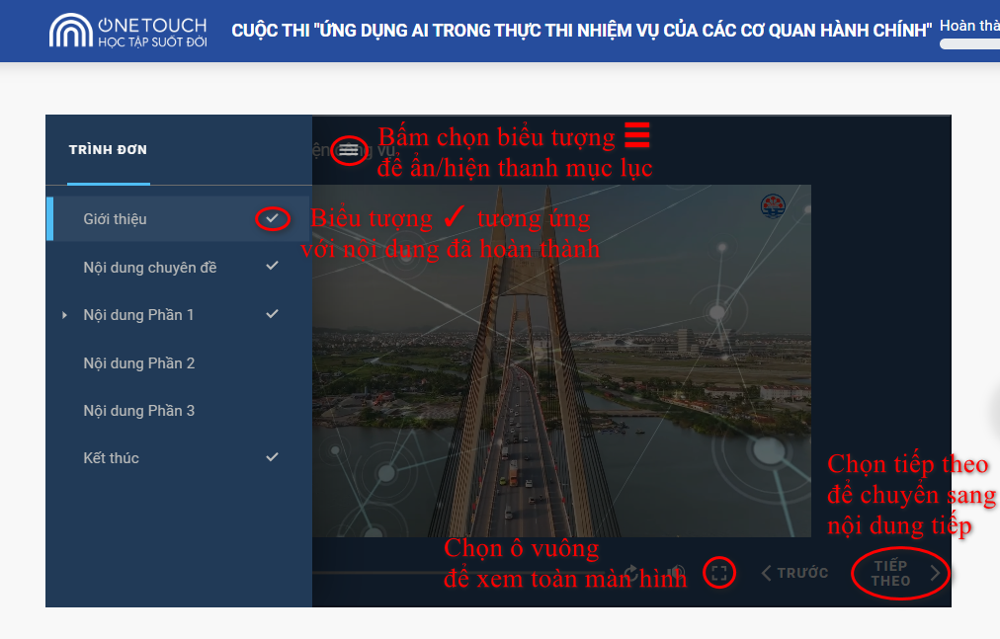 ONETOUCH
HỌC TẬP SUỐT ĐỜI
CUỘC THI "ỨNG DỤNG AI TRONG THỰC THI NHIỆM VỤ CỦA CÁC CƠ QUAN HÀNH CHÍNH"
Hoàn thà
TRÌNH ĐƠN
Bấm chọn biểu tượng
để ẩn/hiện thanh mục lục
Giới thiệu
Biểu tượng ✓ tương ứng
với nội dung đã hoàn thành
Nội dung chuyên đề
Nội dung Phần 1
Nội dung Phần 2
Nội dung Phần 3
Kết thúc
Chọn tiếp theo
để chuyển sang
nội dung tiếp
Chọn ô vuông
để xem toàn màn hình
TRƯỚC
TIẾP
THEO